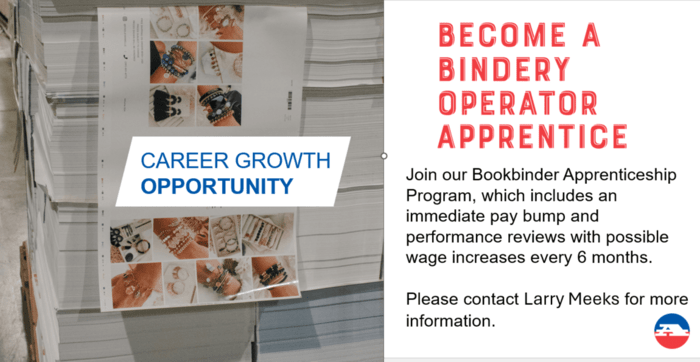 CAREER GROWTH
OPPORTUNITY
BECOME A
BINDERY
OPERATOR
APPRENTICE
Join our Bookbinder Apprenticeship
Program, which includes an
immediate pay bump and
performance reviews with possible
wage increases every 6 months.
Please contact Larry Meeks for more
information.